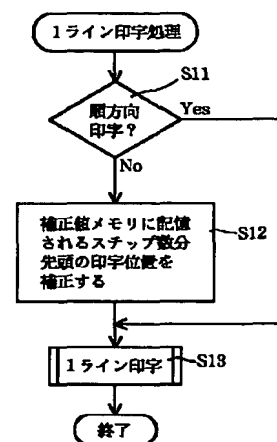 1ライン印字処理
S11
順方向
印字?
Yes
No
補正値メモリに記憶
されるステップ数分
先頭の印字位置を
補正する
S12
1ライン印字
S13
終了